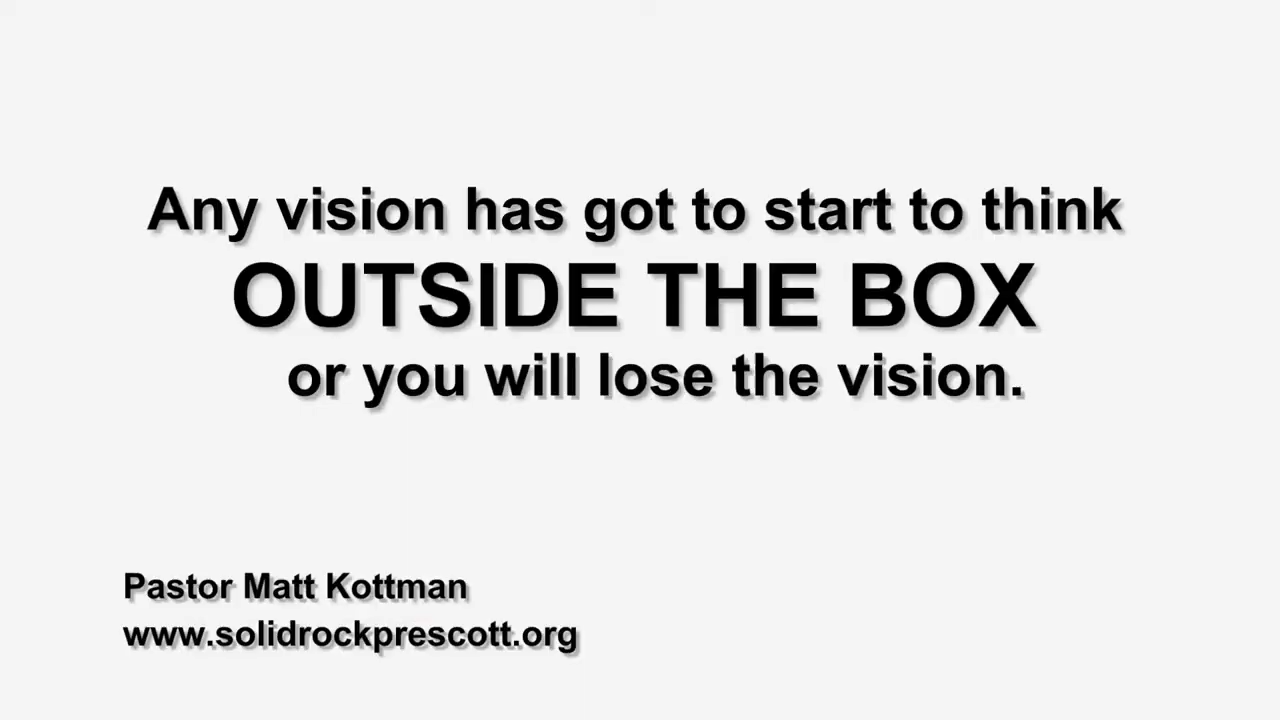 Any vision has got to start to think
OUTSIDE THE BOX
or you will lose the vision.
Pastor Matt Kottman
www.solidrockprescott.org